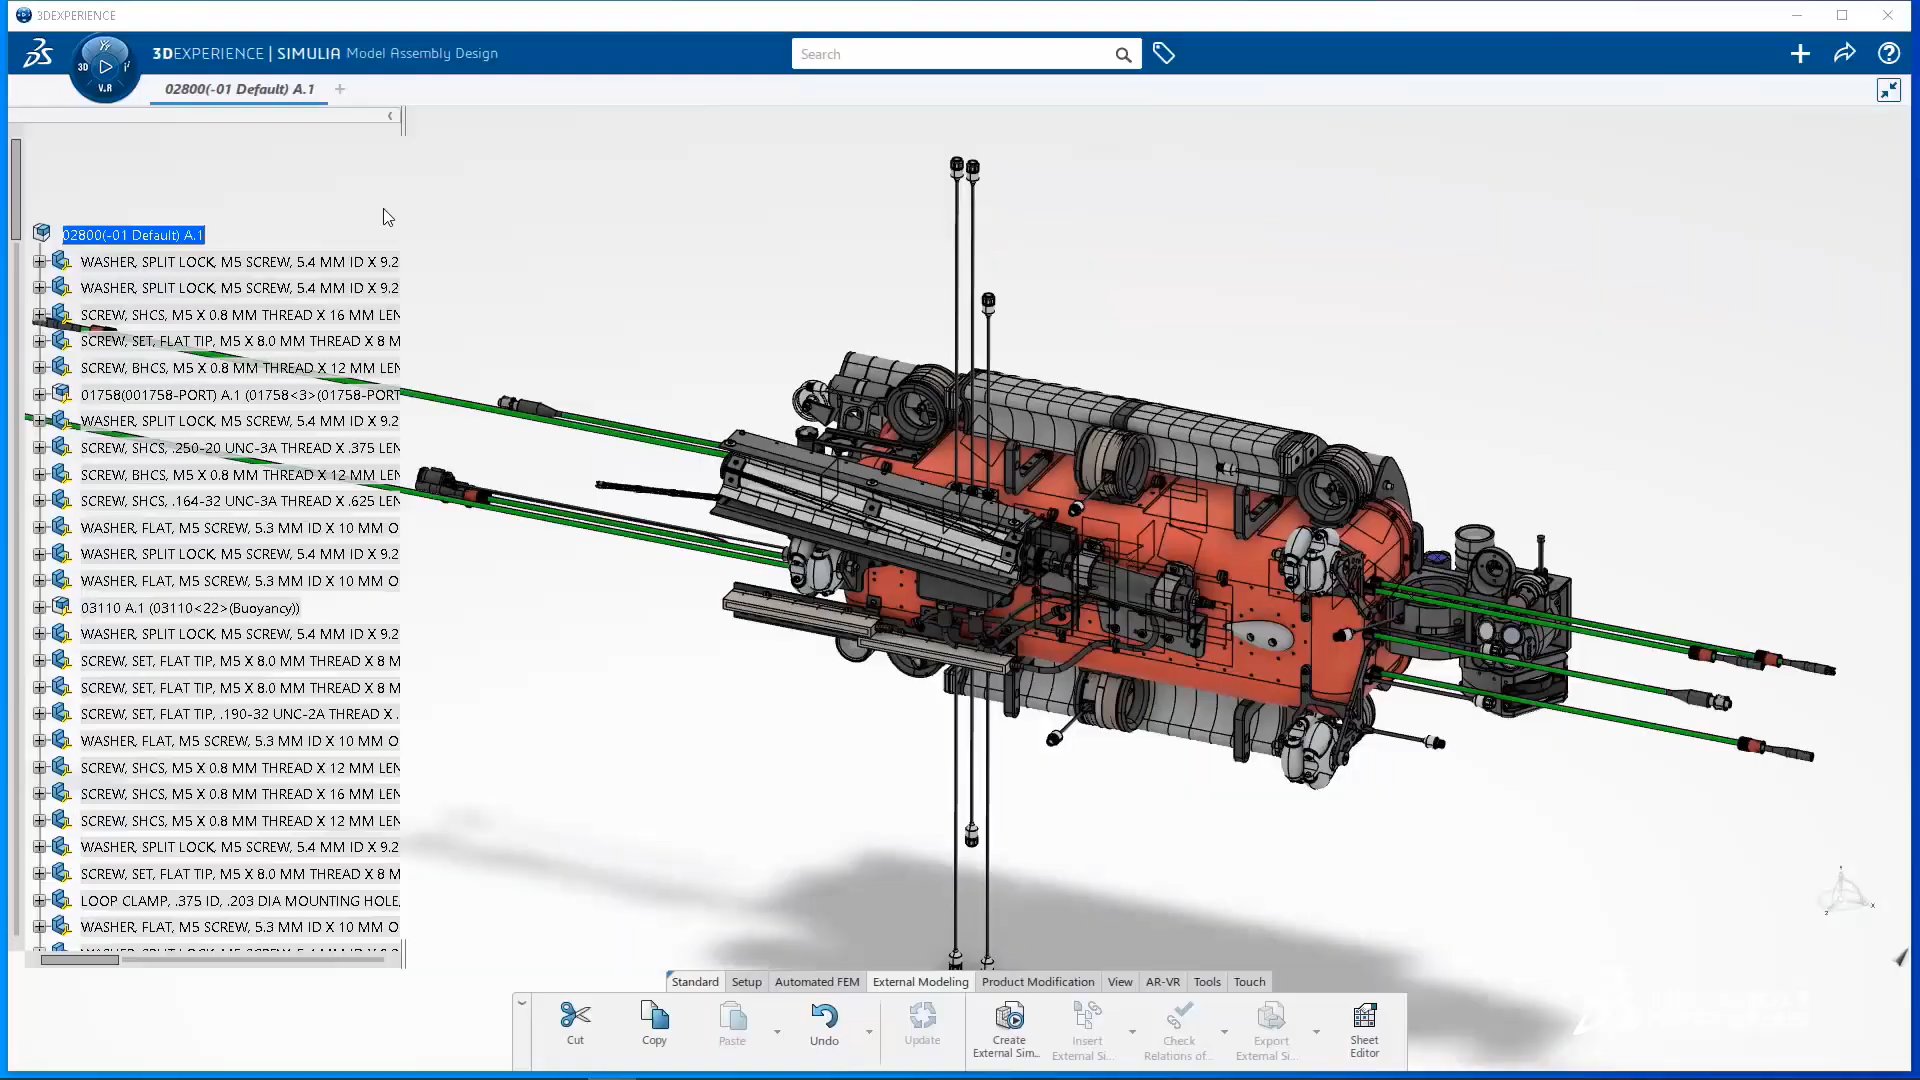 3DEXPERIENCE
3DEXPERIENCE | SIMULIA Model Assembly Design
Search
3D
V.R
02800(-01 Default) A.1
02800(-01 Default) A.1
WASHER, SPLIT LOCK, M5 SCREW, 5.4 MM ID X 9.2
WASHER, SPLIT LOCK, M5 SCREW, 5.4 MM ID X 9.2
SCREW, SHCS, M5 X 0.8 MM THREAD X 16 MM LEN
SCREW, SET, FLAT TIP, M5 X 8.0 MM THREAD X 8 M
SCREW, BHCS, M5 X 0.8 MM THREAD X 12 MM LEN
01758(001758-PORT) A.1 (01758<3>(01758-PORT
WASHER, SPLIT LOCK, M5 SCREW, 5.4 MM ID X 9.2
SCREW, SHCS, .250-20 UNC-3A THREAD X .375 LEN
SCREW, BHCS, M5 X 0.8 MM THREAD X 12 MM LEN
SCREW, SHCS, .164-32 UNC-3A THREAD X .625 LEN
WASHER, FLAT, M5 SCREW, 5.3 MM ID X 10 MM O
WASHER, SPLIT LOCK, M5 SCREW, 5.4 MM ID X 9.2
WASHER, FLAT, M5 SCREW, 5.3 MM ID X 10 MM O
03110 A.1 (03110<22>(Buoyancy))
WASHER, SPLIT LOCK, M5 SCREW, 5.4 MM ID X 9.2
SCREW, SET, FLAT TIP, M5 X 8.0 MM THREAD X 8 M
SCREW, SET, FLAT TIP, M5 X 8.0 MM THREAD X 8 M
SCREW, SET, FLAT TIP, .190-32 UNC-2A THREAD X .
WASHER, FLAT, M5 SCREW, 5.3 MM ID X 10 MM O
SCREW, SHCS, M5 X 0.8 MM THREAD X 12 MM LEN
SCREW, SHCS, M5 X 0.8 MM THREAD X 16 MM LEN
SCREW, SHCS, M5 X 0.8 MM THREAD X 12 MM LEN
WASHER, SPLIT LOCK, M5 SCREW, 5.4 MM ID X 9.2
SCREW, SET, FLAT TIP, M5 X 8.0 MM THREAD X 8 M
LOOP CLAMP, .375 ID, .203 DIA MOUNTING HOLE,
WASHER, FLAT, M5 SCREW, 5.3 MM ID X 10 MM O
Standard Setup Automated FEM External Modeling Product Modification View AR-VR Tools Touch
Cut Copy Paste Undo Update
Create External Sim...
Insert External Si...
Check Relations of...
Export External Si...
Sheet Editor